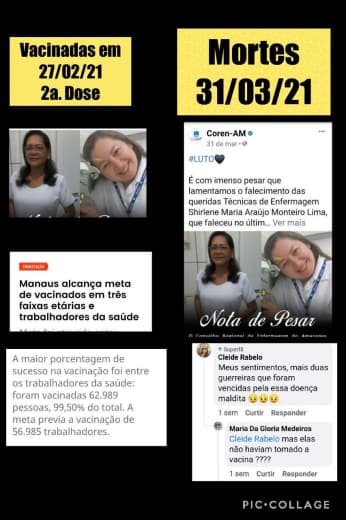 Vacinadas em
27/02/21
2a. Dose
Mortes
31/03/21
Coren-AM
31 de mar •
#LUTO🖤
É com imenso pesar que
lamentamos o falecimento das
queridas Técnicas de Enfermagem
Shirlene Maria Araújo Monteiro Lima,
que faleceu no últim... Ver mais
Nota de Pesar
VACINAÇÃO
Manaus alcança meta
de vacinados em três
faixas etárias e
trabalhadores da saúde
A maior porcentagem de
sucesso na vacinação foi entre
os trabalhadores da saúde:
foram vacinadas 62.989
pessoas, 99,50% do total. A
meta previa a vacinação de
56.985 trabalhadores.
Nota de Pesar
O Conselho Regional de Enfermagem do Amazonas
Superfã
Cleide Rabelo
Meus sentimentos, mais duas
guerreiras que foram
vencidas pela essa doença
maldita 😣😣😣
1 sem Curtir Responder
Maria Da Gloria Medeiros
Cleide Rabelo mas elas
não haviam tomado a
vacina ????
1 sem Curtir Responder
PIC•COLLAGE